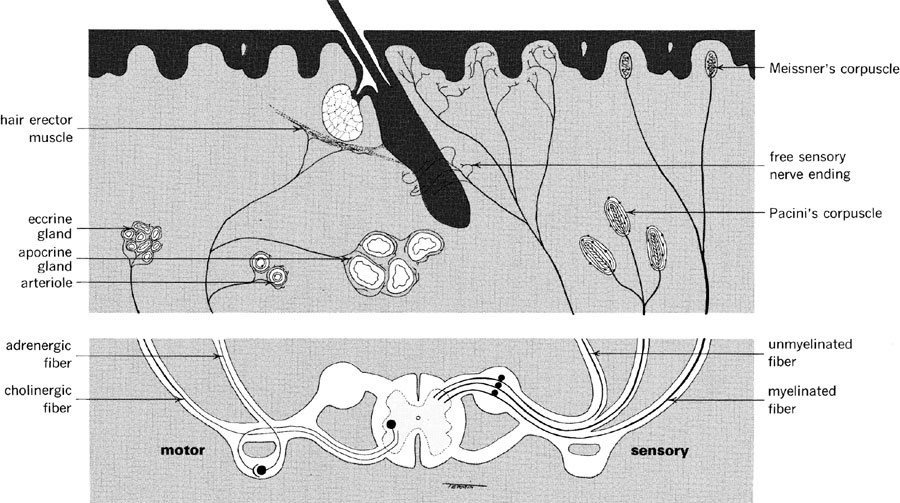 Meissner's corpuscle
hair erector
muscle
free sensory
nerve ending
Pacini's corpuscle
eccrine
gland
apocrine
gland
arteriole
adrenergic
fiber
cholinergic
fiber
unmyelinated
fiber
myelinated
fiber
motor
sensory